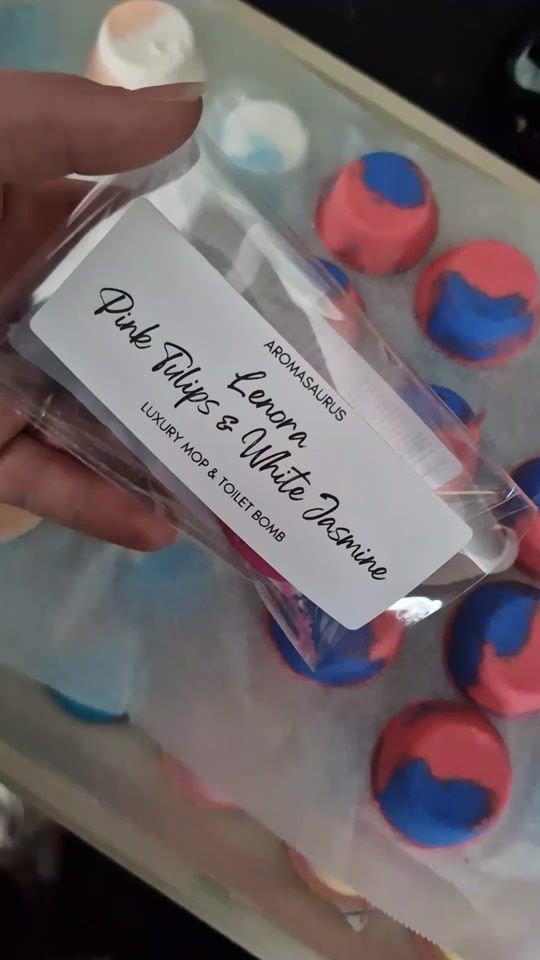 AROMASAURUS
Lenora
Pink Tulips & White Jasmine
LUXURY MOP & TOILET BOMB